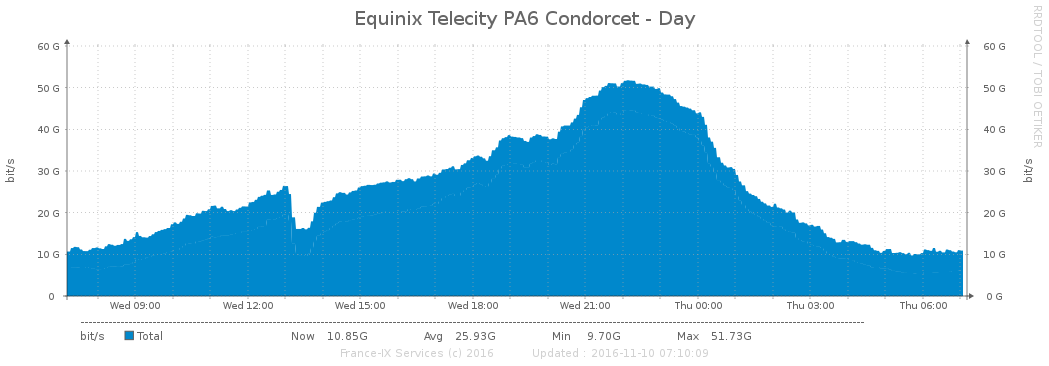 Equinix Telecity PA6 Condorcet - Day
RRDTOOL / TOBI OETIKER
bit/s
60 G
50 G
40 G
30 G
20 G
10 G
0
60 G
50 G
40 G
30 G
20 G
10 G
0 G
bit/s
Wed 09:00 Wed 12:00 Wed 15:00 Wed 18:00 Wed 21:00 Thu 00:00 Thu 03:00 Thu 06:00
bit/s Total Now 10.85G Avg 25.93G Min 9.70G Max 51.73G
France-IX Services (c) 2016 Updated : 2016-11-10 07:10:09